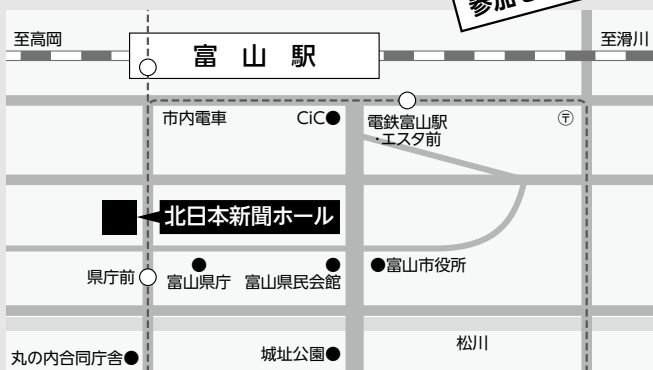 参加
至高岡
富山駅
至滑川
市内電車
CiC
電鉄富山駅
・エスタ前
〒
北日本新聞ホール
県庁前
富山県庁
富山県民会館
富山市役所
丸の内合同庁舎
城址公園
松川